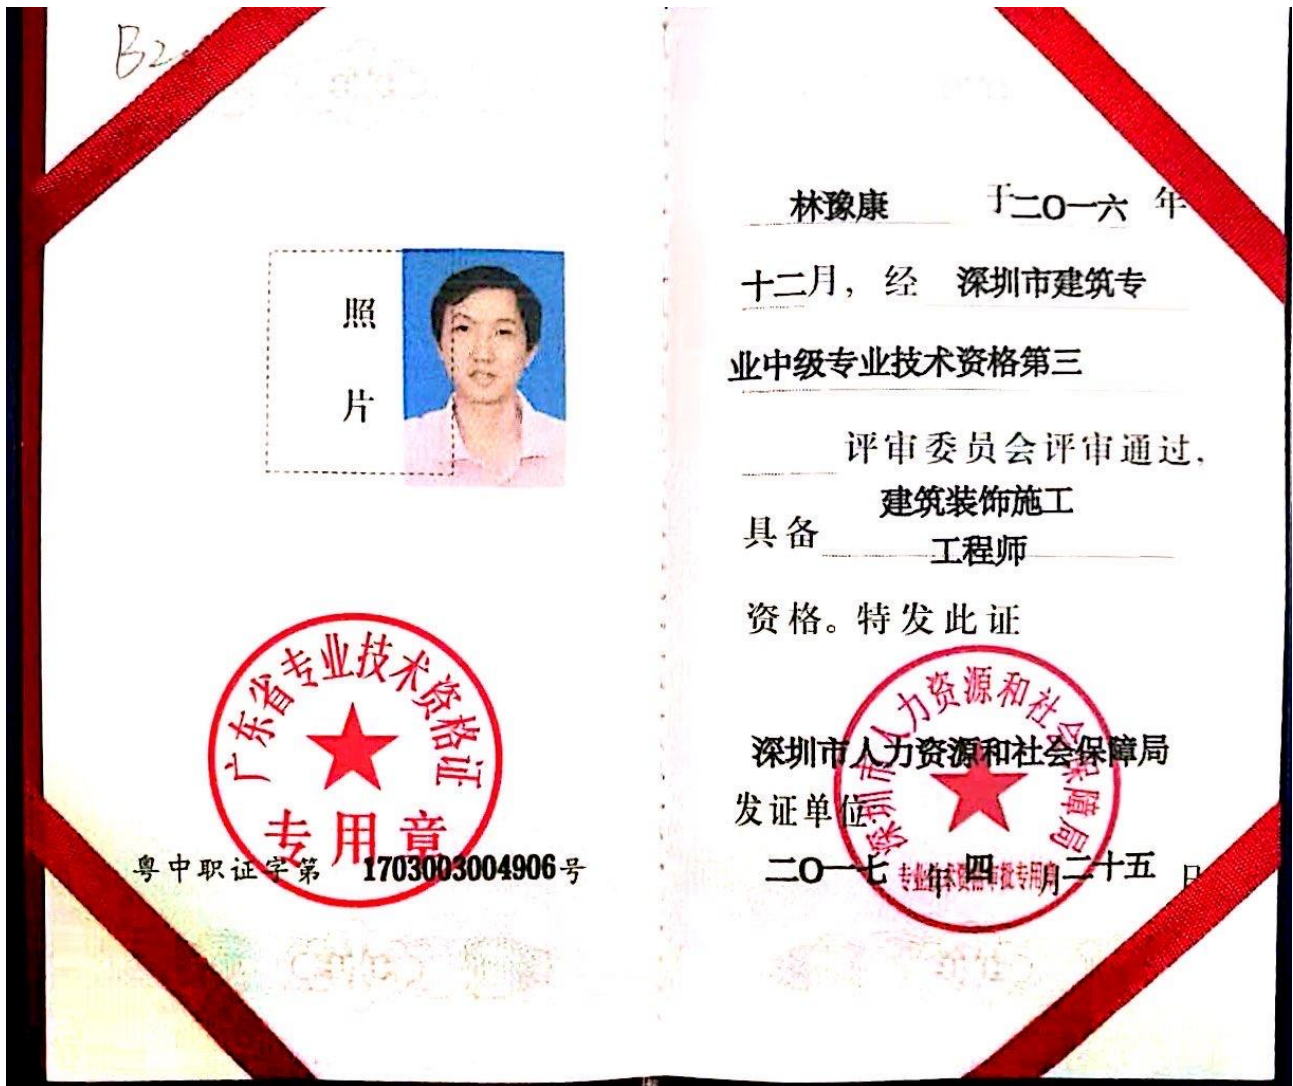 B2
照
片
广东省专业技术资格证
专用章
粤中职证字第 1703003004906号
林豫康 于二〇一六 年
十二月，经 深圳市建筑专
业中级专业技术资格第三
评审委员会评审通过，
具备 建筑装饰施工
工程师
资格。特发此证
深圳市人力资源和社会保障局
深圳市人力资源和社会保障局
发证单位
二〇一七 年 四 月二十五 日